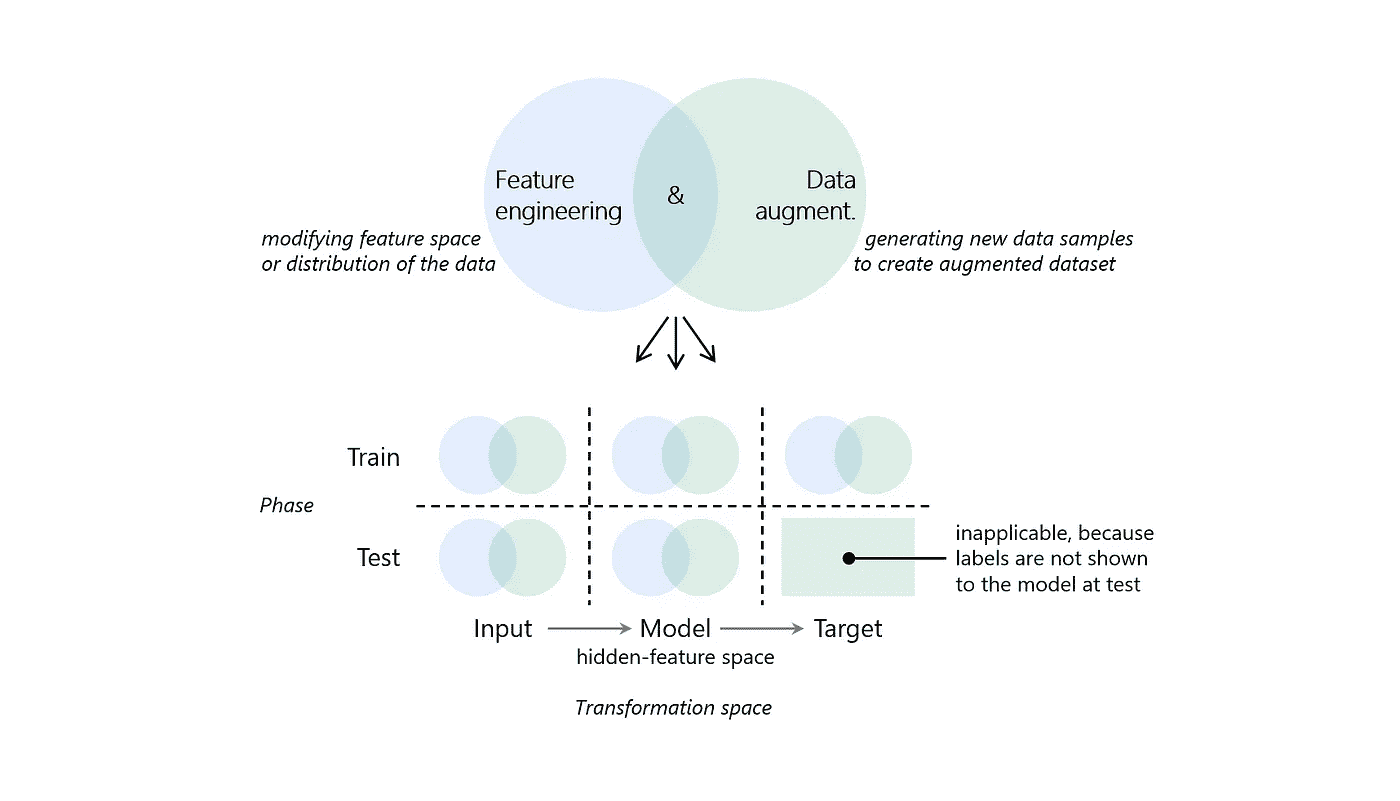 Feature
engineering
&
Data
augment.
modifying feature space
or distribution of the data
generating new data samples
to create augmented dataset
Train
Phase
Test
inapplicable, because
labels are not shown
to the model at test
Input
Model
Target
hidden-feature space
Transformation space